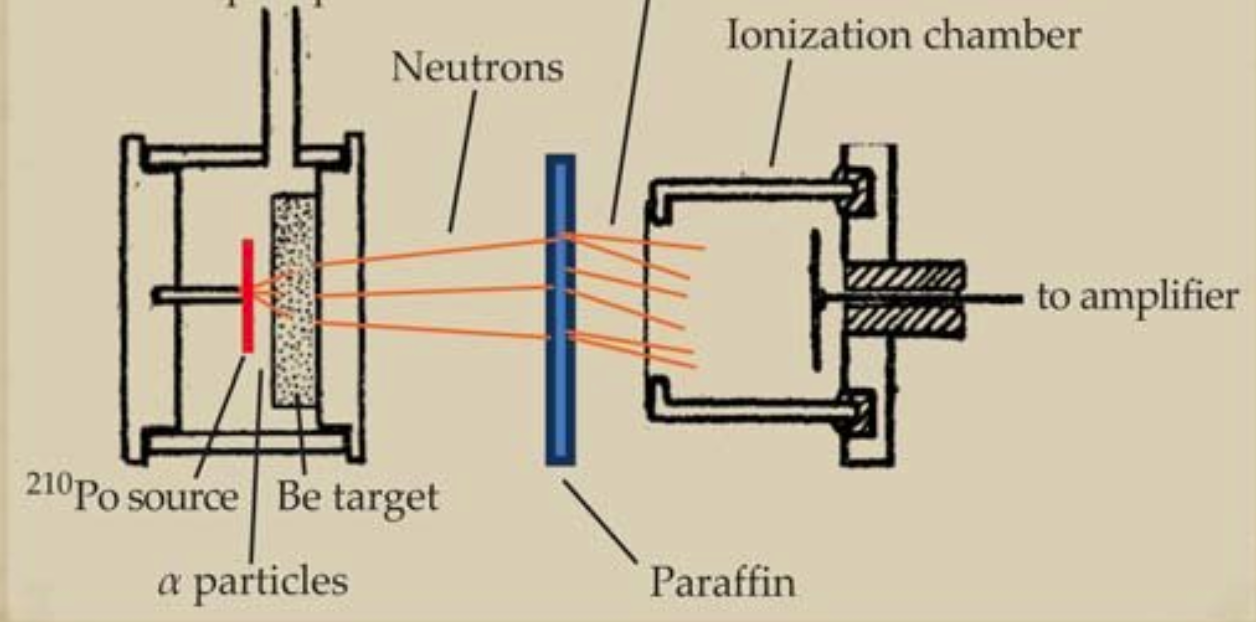 Ionization chamber
Neutrons
to amplifier
²¹⁰Po source
Be target
α particles
Paraffin